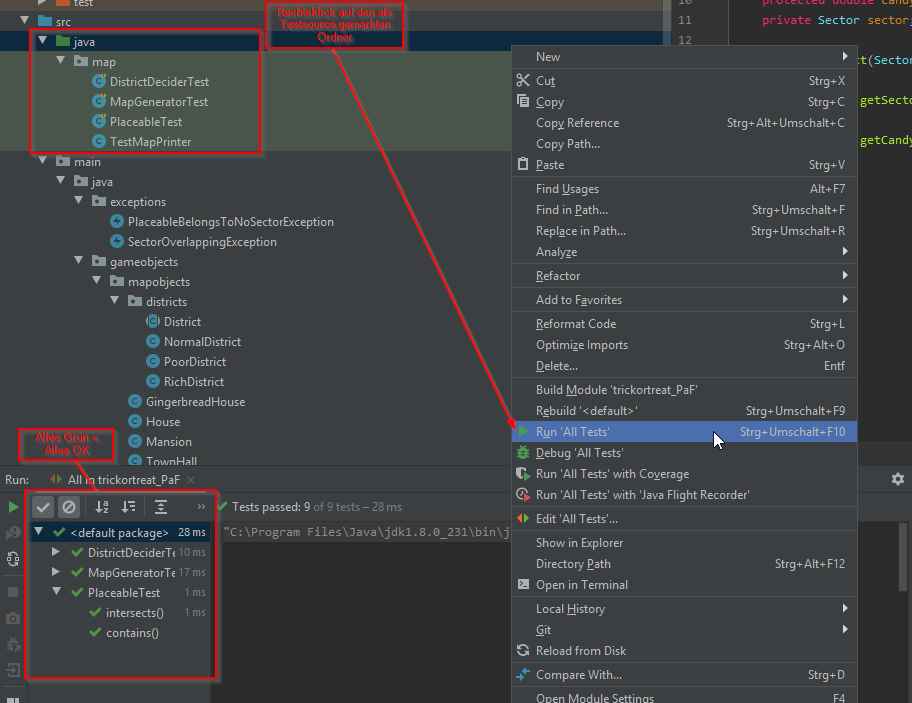 test
src
java
map
DistrictDeciderTest
MapGeneratorTest
PlaceableTest
TestMapPrinter
main
java
exceptions
PlaceableBelongsToNoSectorException
SectorOverlappingException
gameobjects
mapobjects
districts
District
NormalDistrict
PoorDistrict
RichDistrict
GingerbreadHouse
House
Mansion
TownHall
Rechtsklick auf den als
Testsource gemarkten
Ordner
10 protected double
11 private Sector sector;
12
t(Sector
getSecto
getCandy
New
Cut Strg+X
Copy Strg+C
Copy Reference Strg+Alt+Umschalt+C
Copy Path...
Paste Strg+V
Find Usages Alt+F7
Find in Path... Strg+Umschalt+F
Replace in Path... Strg+Umschalt+R
Analyze
Refactor
Add to Favorites
Reformat Code Strg+L
Optimize Imports Strg+Alt+O
Delete... Entf
Build Module 'trickortreat_PaF'
Rebuild '<default>' Strg+Umschalt+F9
Run 'All Tests' Strg+Umschalt+F10
Debug 'All Tests'
Run 'All Tests' with Coverage
Run 'All Tests' with 'Java Flight Recorder'
Edit 'All Tests'...
Show in Explorer
Directory Path Strg+Alt+F12
Open in Terminal
Local History
Git
Reload from Disk
Compare With... Strg+D
Open Module Settings F4
Alles Grün =
Alles OK
Run: All in trickortreat_PaF
Tests passed: 9 of 9 tests – 28 ms
<default package> 28 ms
DistrictDeciderTe 10 ms
MapGeneratorTe 17 ms
PlaceableTest 1 ms
intersects() 1 ms
contains()
"C:\Program Files\Java\jdk1.8.0_231\bin\j